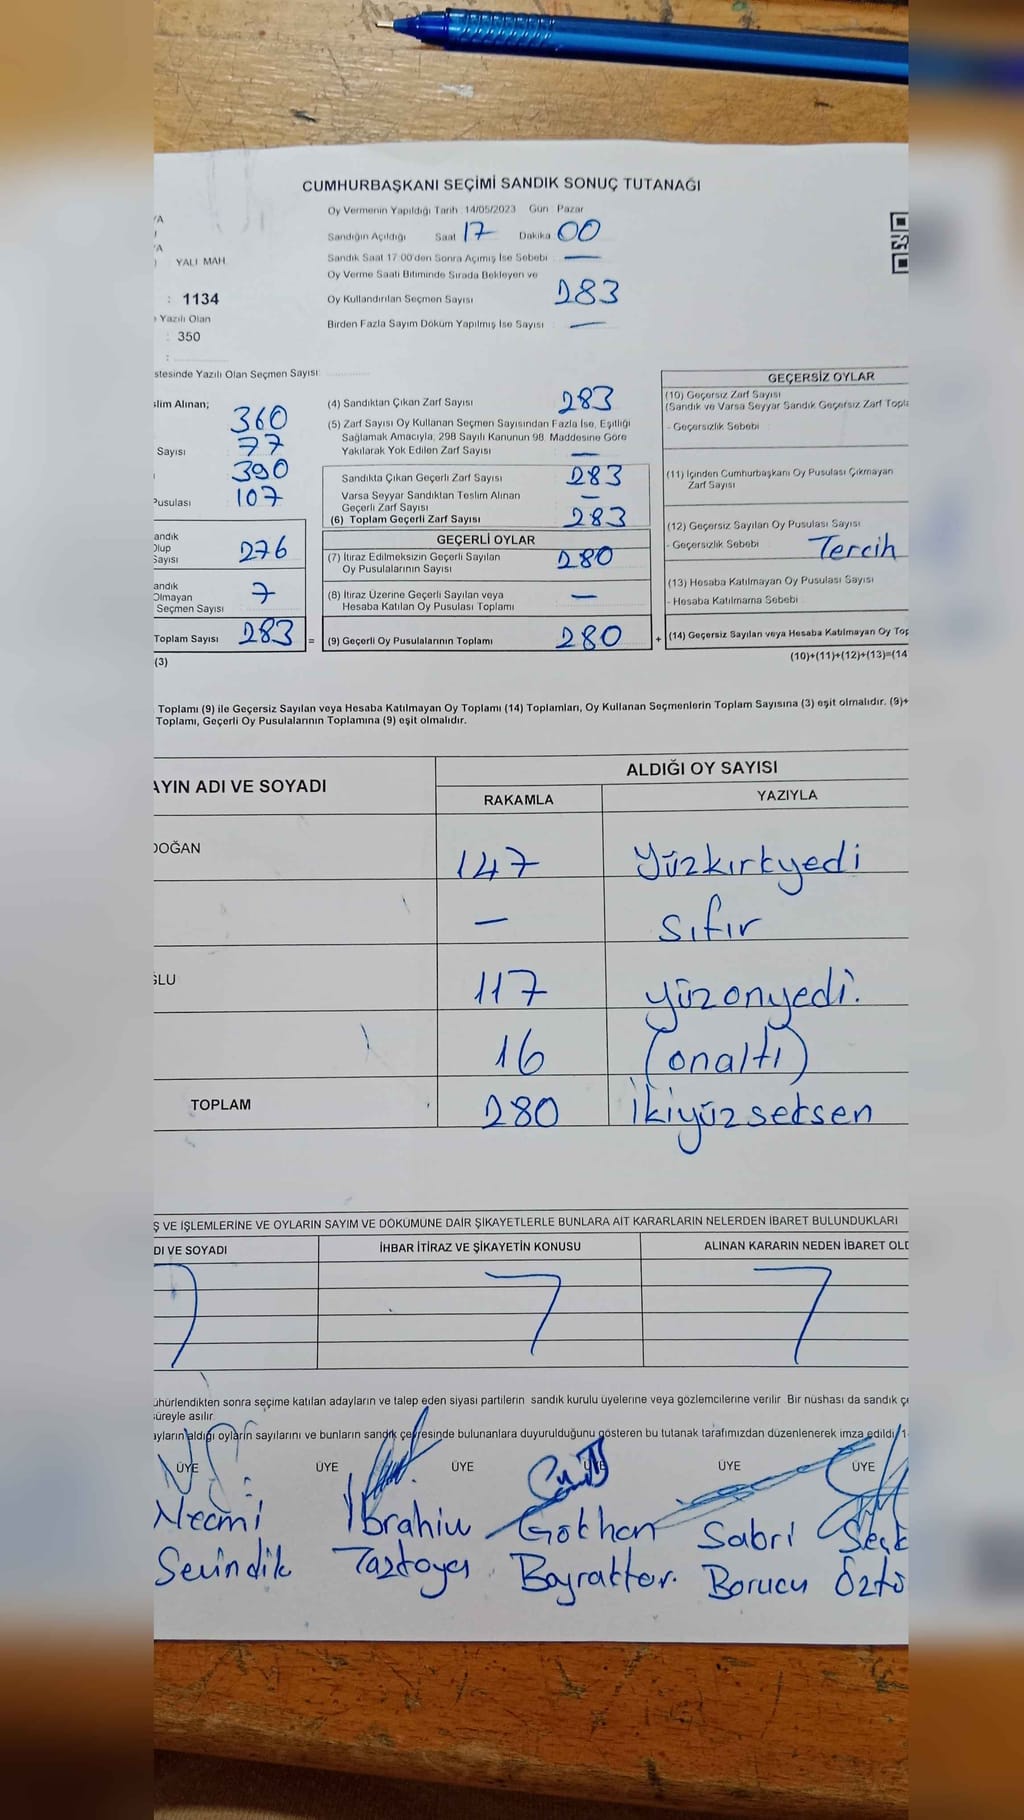 CUMHURBAŞKANI SEÇİMİ SANDIK SONUÇ TUTANAĞI
Oy Vermenin Yapıldığı Tarih 14/05/2023 Gün Pazar
Sandığın Açıldığı Saat 17 Dakika 00
YALI MAH.
Sandık Saat 17 00'den Sonra Açımış İse Sebebi —
Oy Verme Saati Bitiminde Sırada Bekleyen ve
: 1134
Oy Kullandırılan Seçmen Sayısı 283
Yazılı Olan
: 350
Birden Fazla Sayım Döküm Yapılmış İse Sayısı —
stesinde Yazılı Olan Seçmen Sayısı
slim Alınan;
360
Sayısı 77
390
Pusulası 107
andık
Olup
Sayısı 276
andık
Olmayan
Seçmen Sayısı 7
Toplam Sayısı 283 =
(3)
(4) Sandıktan Çıkan Zarf Sayısı 283
(5) Zarf Sayısı Oy Kullanan Seçmen Sayısından Fazla İse, Eşitliği
Sağlamak Amacıyla, 298 Sayılı Kanunun 98. Maddesine Göre
Yakılarak Yok Edilen Zarf Sayısı —
Sandıkta Çıkan Geçerli Zarf Sayısı 283
Varsa Seyyar Sandıktan Teslim Alınan
Geçerli Zarf Sayısı —
(6) Toplam Geçerli Zarf Sayısı 283
GEÇERLİ OYLAR
(7) İtiraz Edilmeksizin Geçerli Sayılan
Oy Pusulalarının Sayısı 280
(8) İtiraz Üzerine Geçerli Sayılan veya
Hesaba Katılan Oy Pusulası Toplamı —
(9) Geçerli Oy Pusulalarının Toplamı 280 +
GEÇERSİZ OYLAR
(10) Geçersiz Zarf Sayısı
(Sandık ve Varsa Seyyar Sandık Geçersiz Zarf Topla
- Geçersizlik Sebebi
(11) İçinden Cumhurbaşkanı Oy Pusulası Çıkmayan
Zarf Sayısı
(12) Geçersiz Sayılan Oy Pusulası Sayısı
- Geçersizlik Sebebi Tercih
(13) Hesaba Katılmayan Oy Pusulası Sayısı
- Hesaba Katılmama Sebebi
(14) Geçersiz Sayılan veya Hesaba Katılmayan Oy Top
(10)+(11)+(12)+(13)=(14
Toplamı (9) ile Geçersiz Sayılan veya Hesaba Katılmayan Oy Toplamı (14) Toplamları, Oy Kullanan Seçmenlerin Toplam Sayısına (3) eşit olmalıdır. (9)+
Toplamı, Geçerli Oy Pusulalarının Toplamına (9) eşit olmalıdır.
AYIN ADI VE SOYADI
ALDIĞI OY SAYISI
RAKAMLA YAZIYLA
DOĞAN 147 Yüzkırkyedi
— sıfır
ĞLU 117 yüzonyedi.
16 (onaltı)
TOPLAM 280 İkiyüzseksen
Ş VE İŞLEMLERİNE VE OYLARIN SAYIM VE DÖKÜMÜNE DAİR ŞİKAYETLERLE BUNLARA AİT KARARLARIN NELERDEN İBARET BULUNDUKLARI
DI VE SOYADI İHBAR İTİRAZ VE ŞİKAYETİN KONUSU ALINAN KARARIN NEDEN İBARET OLD
ühürlendikten sonra seçime katılan adayların ve talep eden siyasi partilerin sandık kurulu üyelerine veya gözlemcilerine verilir Bir nüshası da sandık çe
süreyle asılır
ayların aldığı oyların sayılarını ve bunların sandık çevresinde bulunanlara duyurulduğunu gösteren bu tutanak tarafımızdan düzenlenerek imza edildi
ÜYE ÜYE ÜYE ÜYE ÜYE ÜYE
Necmi İbrahim Gökhan Sabri Seçk
Sevindik Taztoya Bayraktar. Borucu Öztü